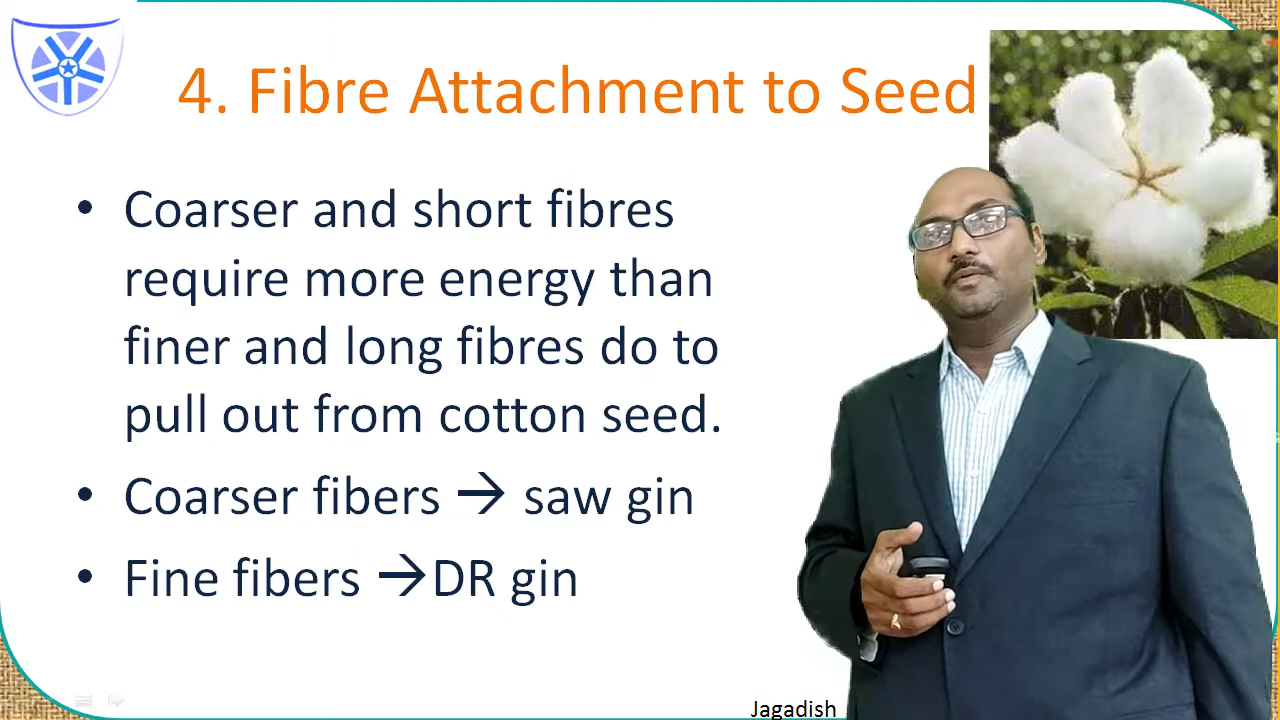 4. Fibre Attachment to Seed
• Coarser and short fibres
require more energy than
finer and long fibres do to
pull out from cotton seed.
• Coarser fibers → saw gin
• Fine fibers →DR gin
Jagadish